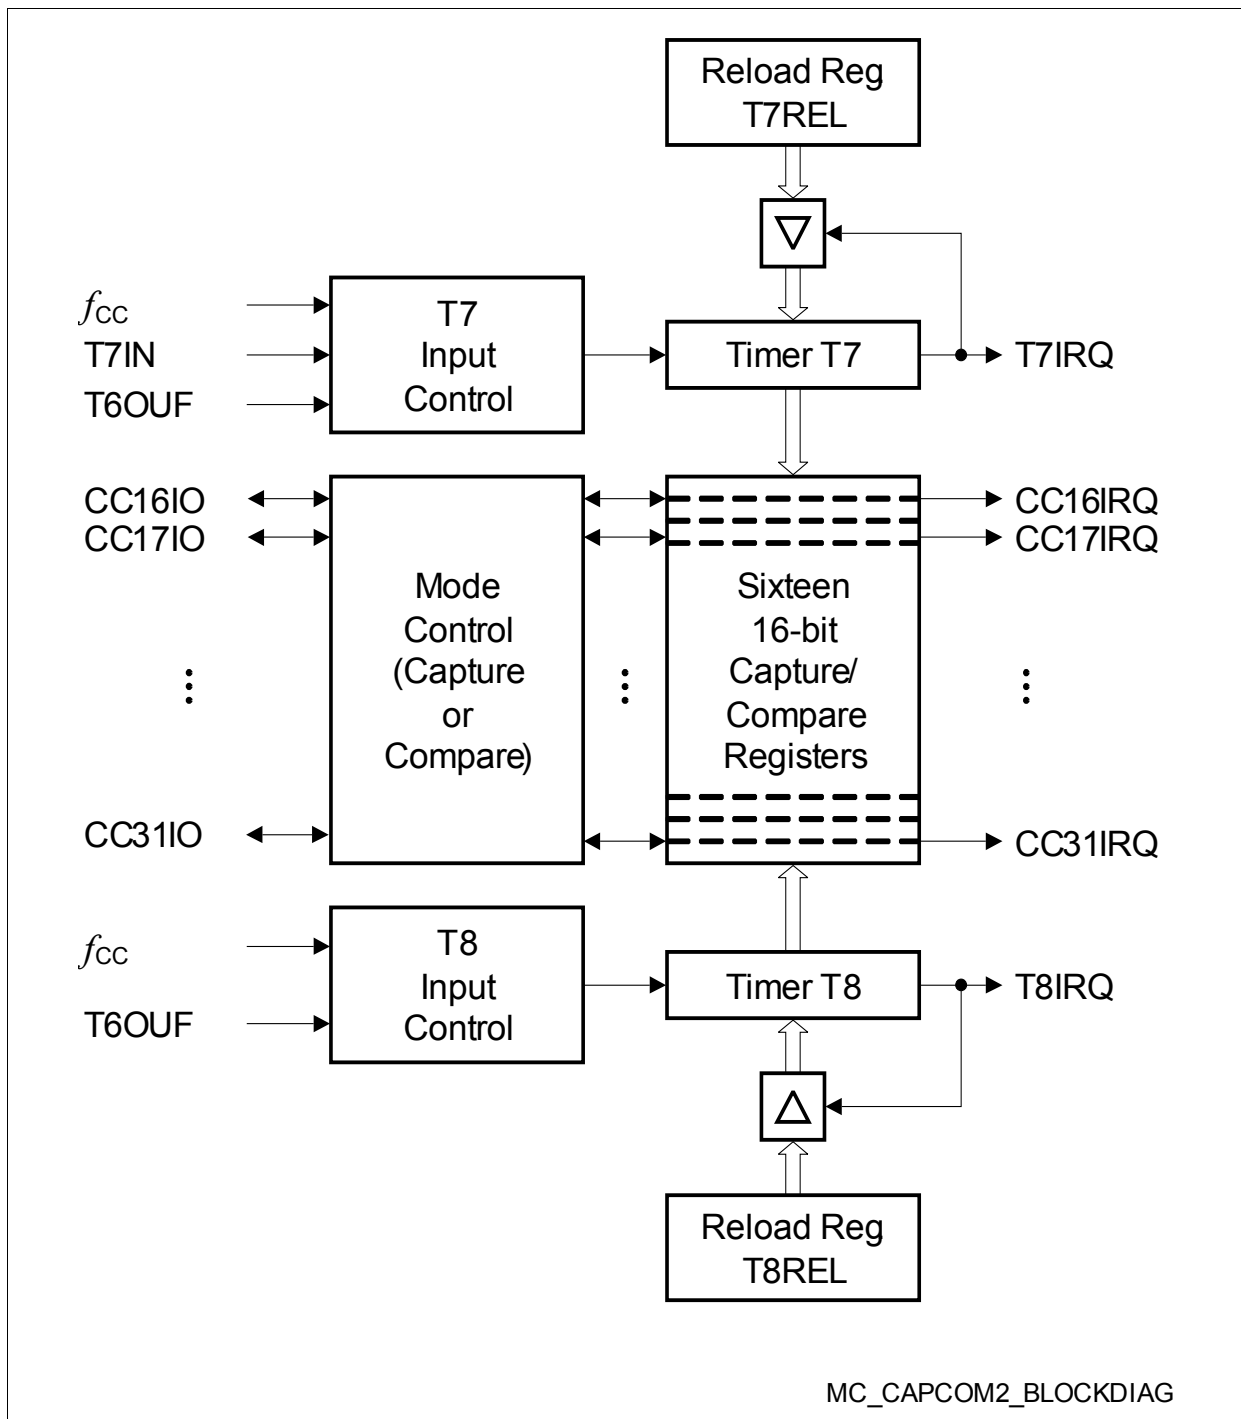 Reload Reg
T7REL
fCC
T7IN
T6OUF
T7
Input
Control
Timer T7
T7IRQ
CC16IO
CC17IO
CC31IO
Mode
Control
(Capture
or
Compare)
Sixteen
16-bit
Capture/
Compare
Registers
CC16IRQ
CC17IRQ
CC31IRQ
fCC
T6OUF
T8
Input
Control
Timer T8
T8IRQ
Reload Reg
T8REL
MC_CAPCOM2_BLOCKDIAG